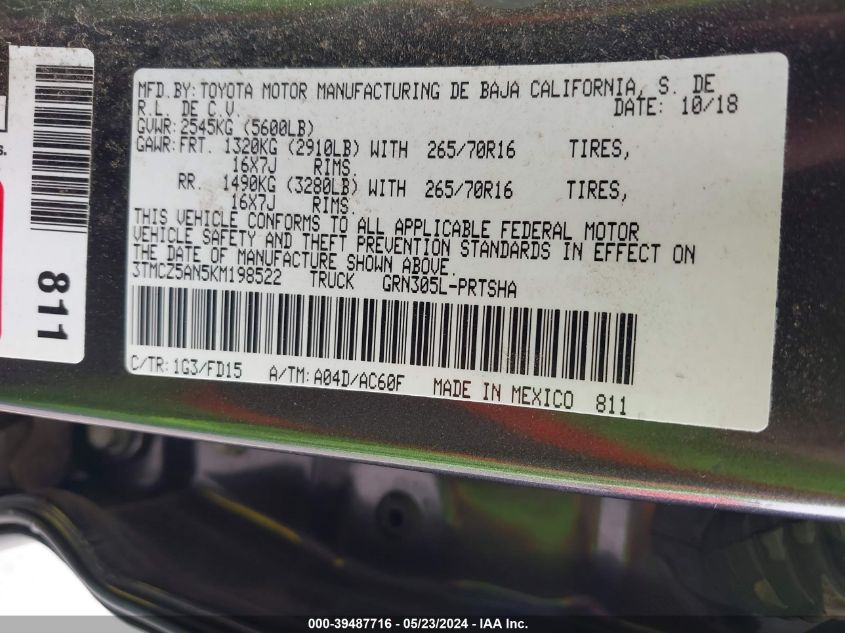 MFD.BY:TOYOTA MOTOR MANUFACTURING DE BAJA CALIFORNIA, S. DE
R.L. DE C.V.
DATE: 10/18
GVWR:2545KG (5600LB)
GAWR:FRT. 1320KG (2910LB) WITH 265/70R16 TIRES,
16X7J RIMS.
RR. 1490KG (3280LB) WITH 265/70R16 TIRES,
16X7J RIMS.
THIS VEHICLE CONFORMS TO ALL APPLICABLE FEDERAL MOTOR
VEHICLE SAFETY AND THEFT PREVENTION STANDARDS IN EFFECT ON
THE DATE OF MANUFACTURE SHOWN ABOVE.
3TMCZ5AN5KM198522 TRUCK GRN305L-PRTSHA
C/TR:1G3/FD15 A/TM:A04D/AC60F MADE IN MEXICO 811
s.
811
000-39487716 - 05/23/2024 - IAA Inc.